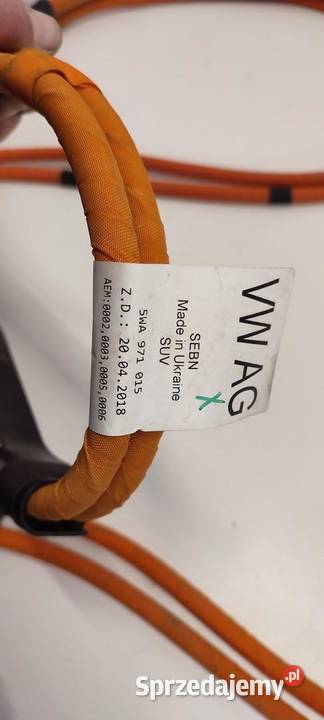 VW AG
X
SEBN
Made in Ukraine
SUV
5WA 971 015
Z.D.: 20.04.2018
AEM:0002,0003,0005,0006
Sprzedajemy.pl